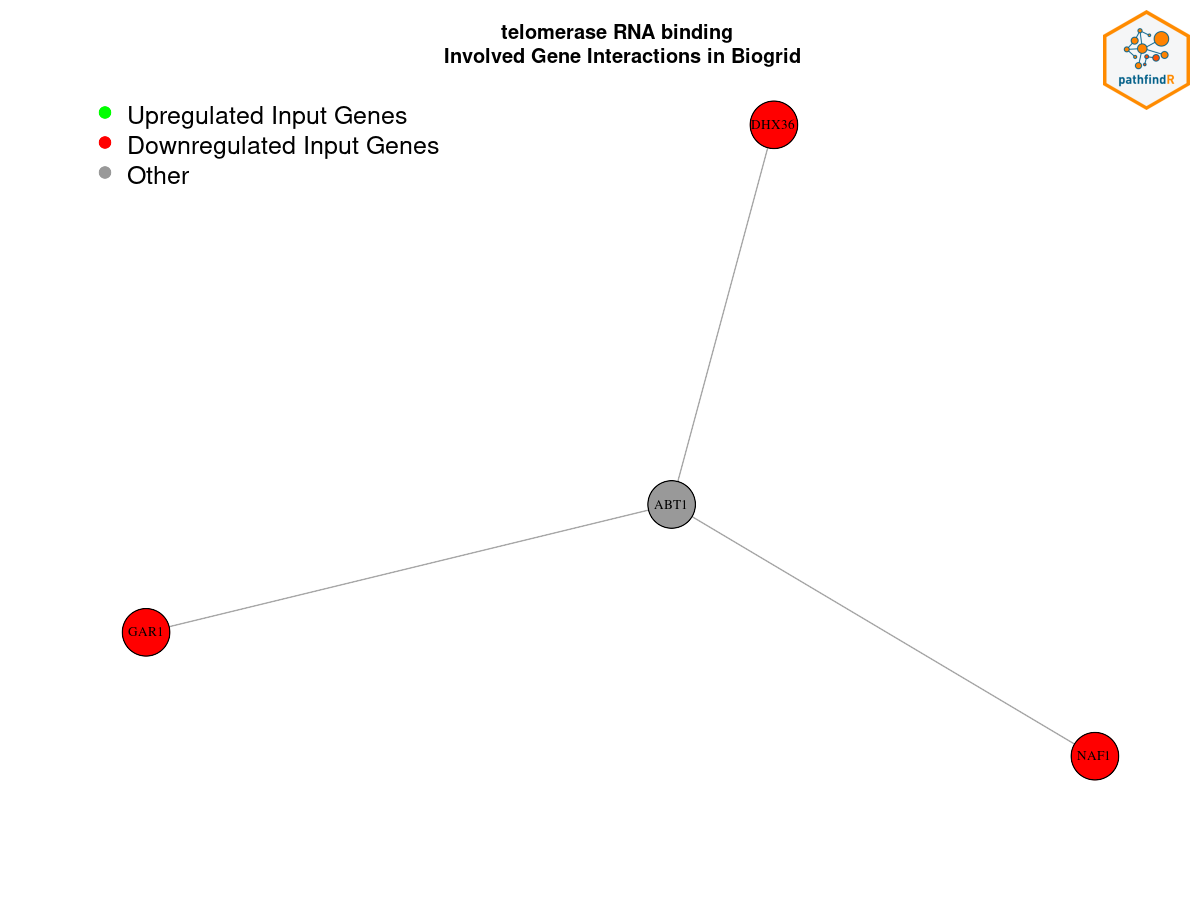 telomerase RNA binding
Involved Gene Interactions in Biogrid
pathfindR
Upregulated Input Genes
Downregulated Input Genes
Other
DHX36
ABT1
GAR1
NAF1